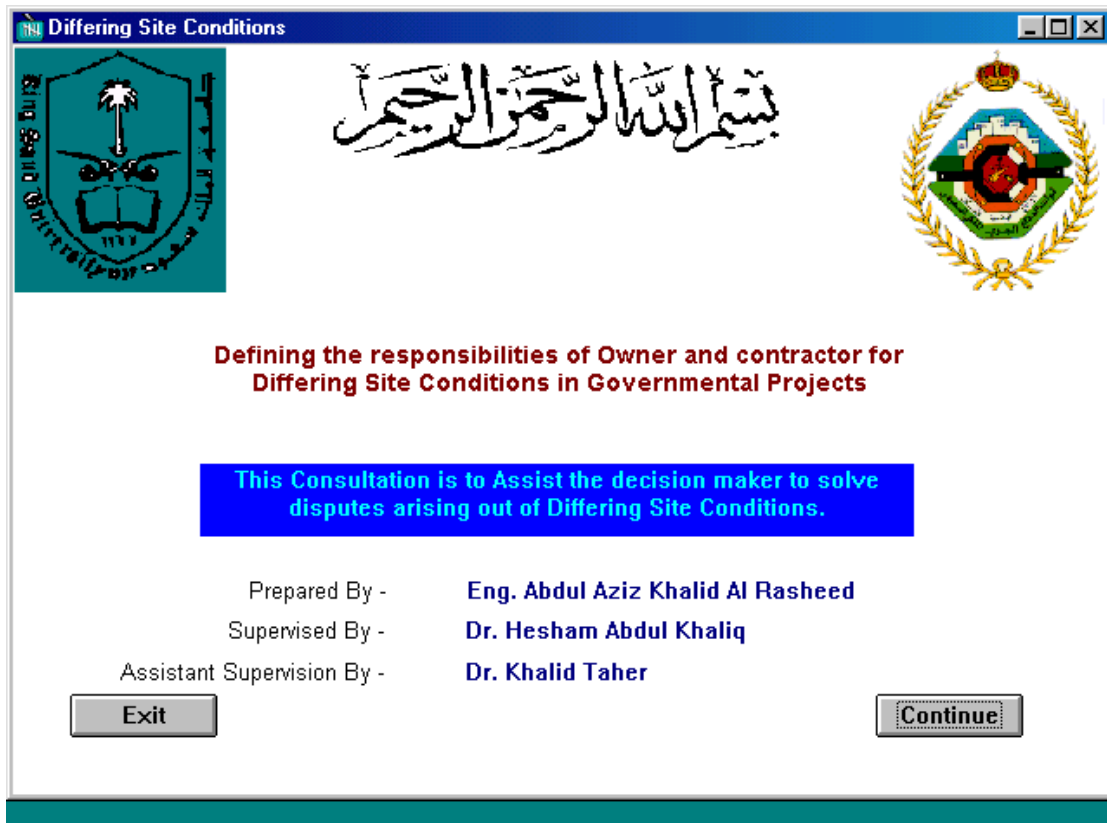 Differing Site Conditions
بسم الله الرحمن الرحيم
King Saud University
Defining the responsibilities of Owner and contractor for
Differing Site Conditions in Governmental Projects
This Consultation is to Assist the decision maker to solve
disputes arising out of Differing Site Conditions.
Prepared By - Eng. Abdul Aziz Khalid Al Rasheed
Supervised By - Dr. Hesham Abdul Khaliq
Assistant Supervision By - Dr. Khalid Taher
Exit Continue